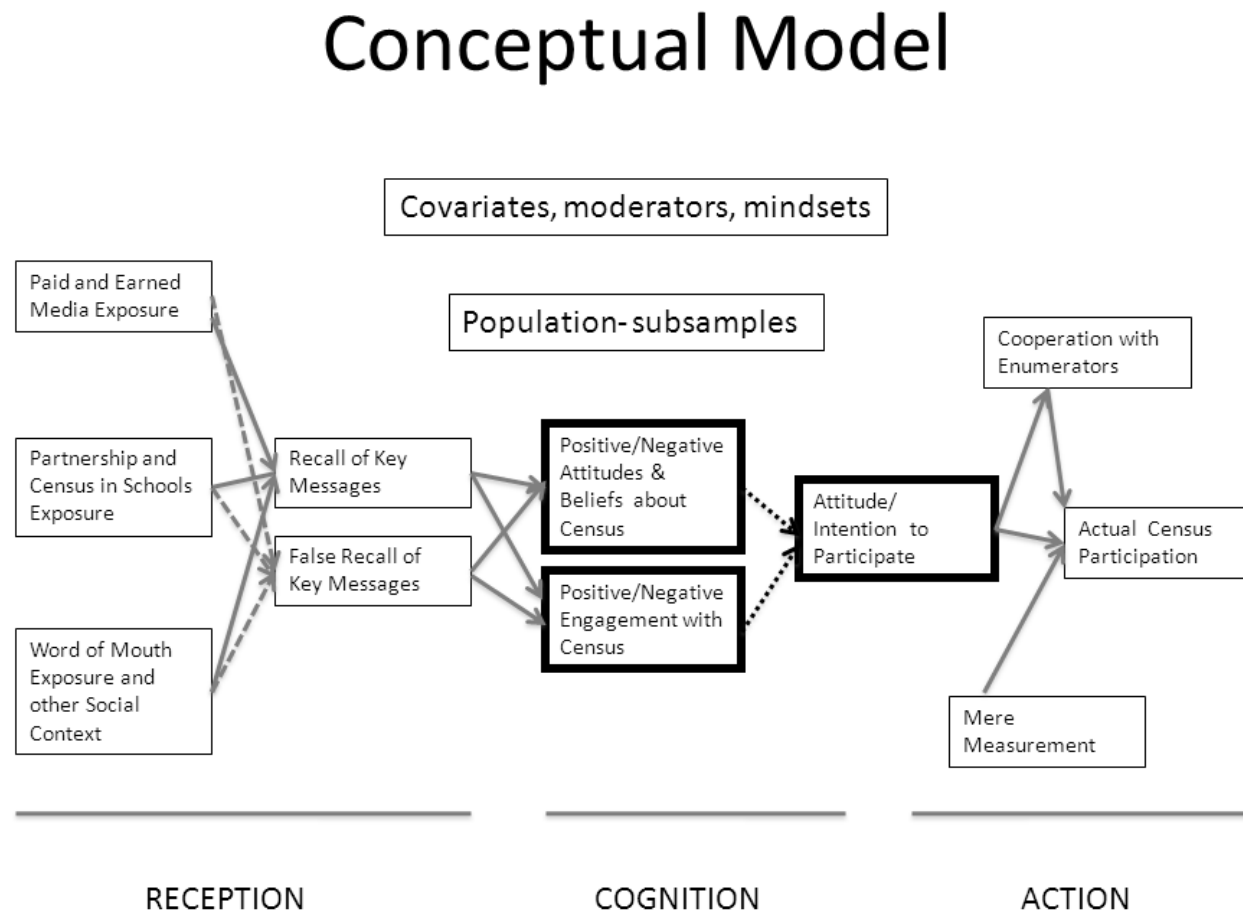 Conceptual Model
Covariates, moderators, mindsets
Paid and Earned
Media Exposure
Population-subsamples
Cooperation with
Enumerators
Partnership and
Census in Schools
Exposure
Recall of Key
Messages
False Recall of
Key Messages
Positive/Negative
Attitudes &
Beliefs about
Census
Positive/Negative
Engagement with
Census
Attitude/
Intention to
Participate
Actual Census
Participation
Word of Mouth
Exposure and
other Social
Context
Mere
Measurement
RECEPTION
COGNITION
ACTION